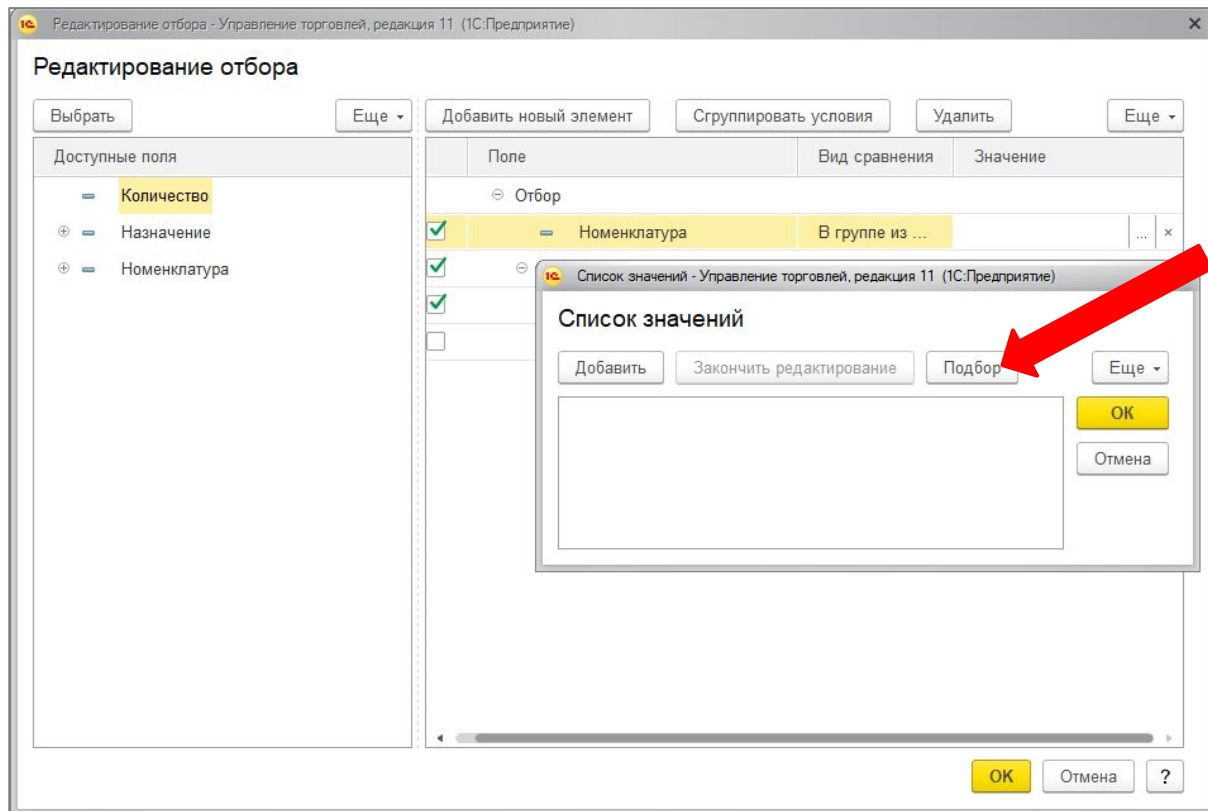 Редактирование отбора - Управление торговлей, редакция 11 (1С:Предприятие)
Редактирование отбора
Выбрать
Еще
Добавить новый элемент
Сгруппировать условия
Удалить
Еще
Доступные поля
Поле
Вид сравнения
Значение
Количество
Отбор
Назначение
Номенклатура
В группе из ...
...
Номенклатура
1С Список значений - Управление торговлей, редакция 11 (1С:Предприятие)
Список значений
Добавить
Закончить редактирование
Подбор
Еще
ОК
Отмена
ОК
Отмена
?